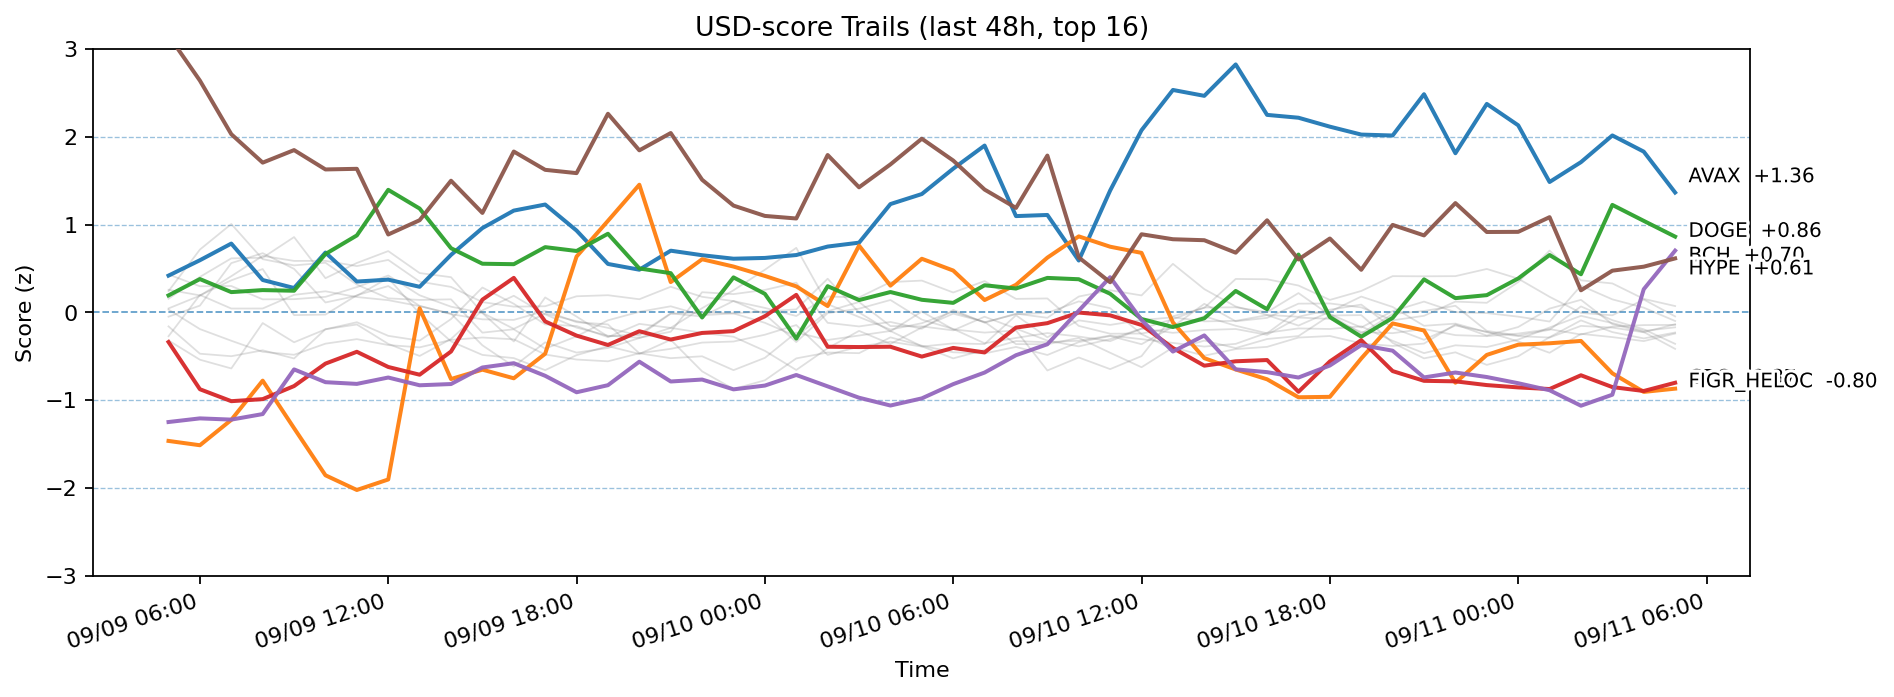 USD-score Trails (last 48h, top 16)
Score (z)
3
2
1
0
−1
−2
−3
AVAX +1.36
DOGE +0.86
BCH +0.70
HYPE +0.61
FIGR_HELOC -0.80
09/09 06:00
09/09 12:00
09/09 18:00
09/10 00:00
09/10 06:00
09/10 12:00
09/10 18:00
09/11 00:00
09/11 06:00
Time